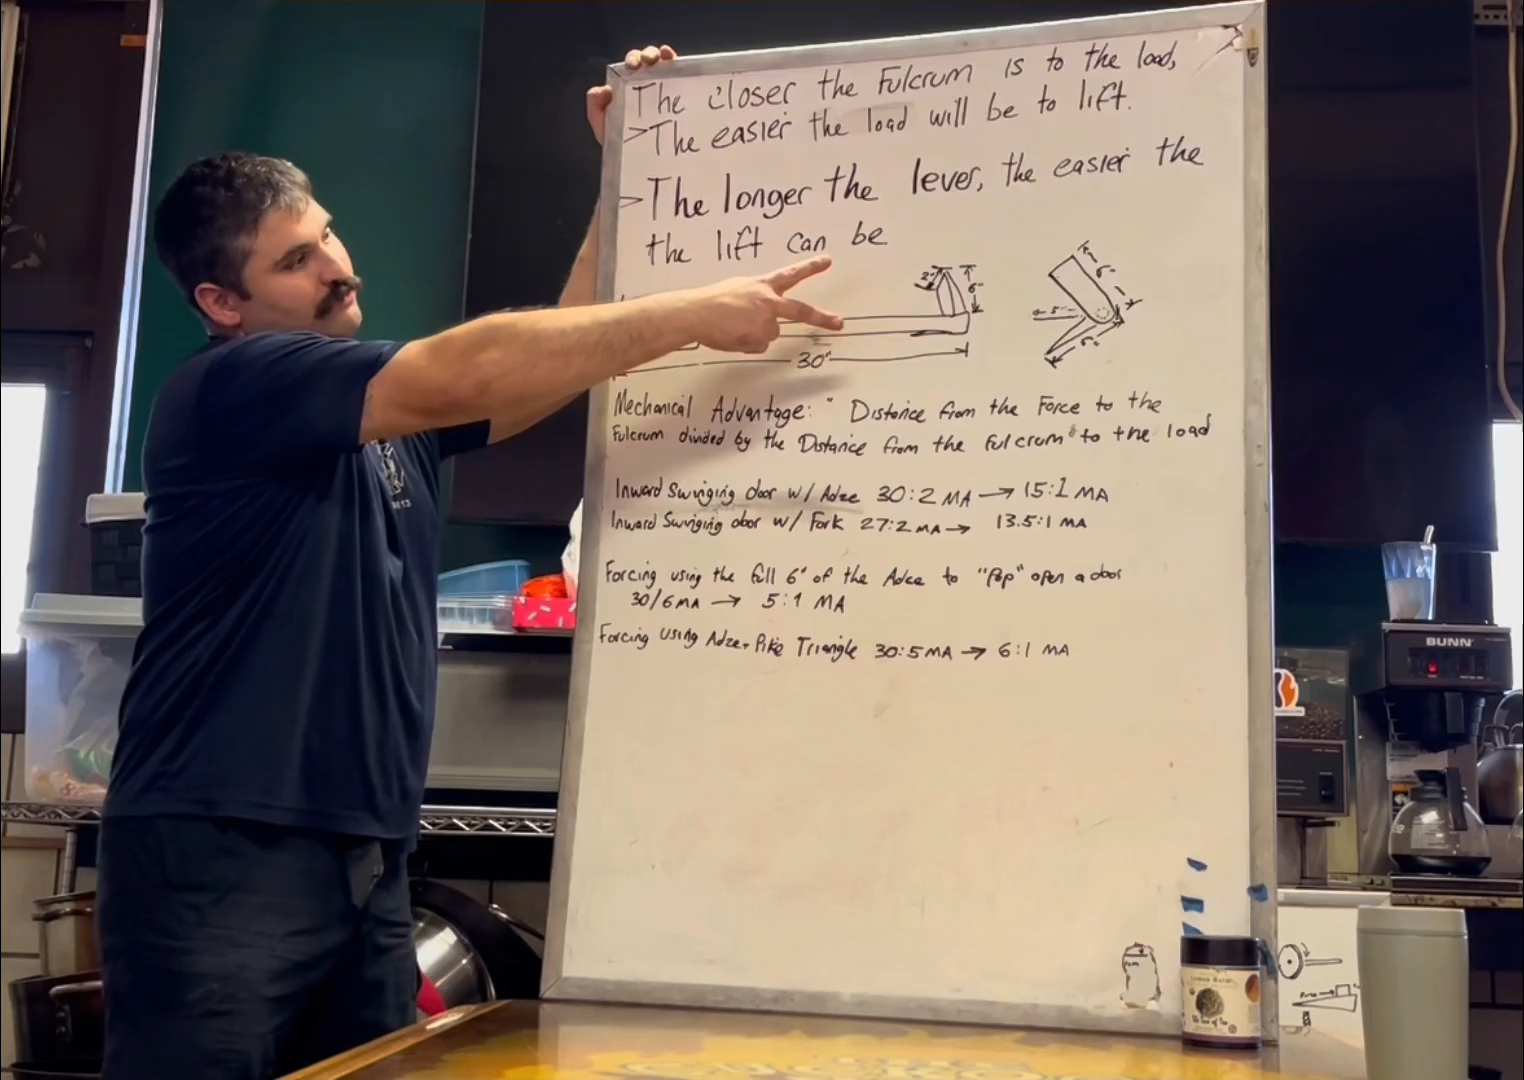 The closer the Fulcrum is to the load,
>The easier the load will be to lift.
>The longer the lever, the easier the
the lift can be
2"
6"
6"
5"
6"
30"
Mechanical Advantage: " Distance from the Force to the
Fulcrum divided by the Distance from the Fulcrum" to the load
Inward Swinging door w/ Adze 30:2 MA → 15:1 MA
Inward Swinging door w/ Fork 27:2 MA → 13.5:1 MA
Forcing using the full 6" of the Adze to "Pop" open a door
30/6 MA → 5:1 MA
Forcing using Adze + Pike Triangle 30:5 MA → 6:1 MA
BUNN